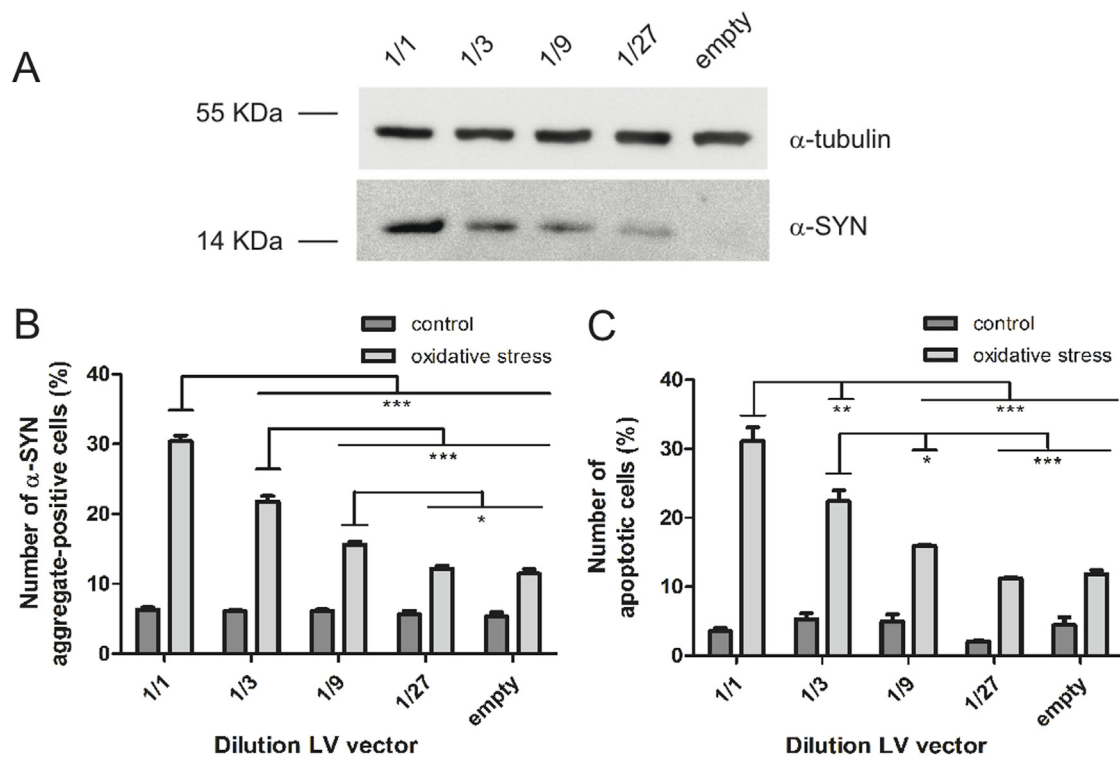 A
1/1 1/3 1/9 1/27 empty
55 KDa
α-tubulin
14 KDa
α-SYN
B
control
oxidative stress
Number of α-SYN
aggregate-positive cells (%)
40
30
20
10
0
***
***
*
1/1 1/3 1/9 1/27 empty
Dilution LV vector
C
control
oxidative stress
Number of
apoptotic cells (%)
40
30
20
10
0
** ***
* ***
1/1 1/3 1/9 1/27 empty
Dilution LV vector